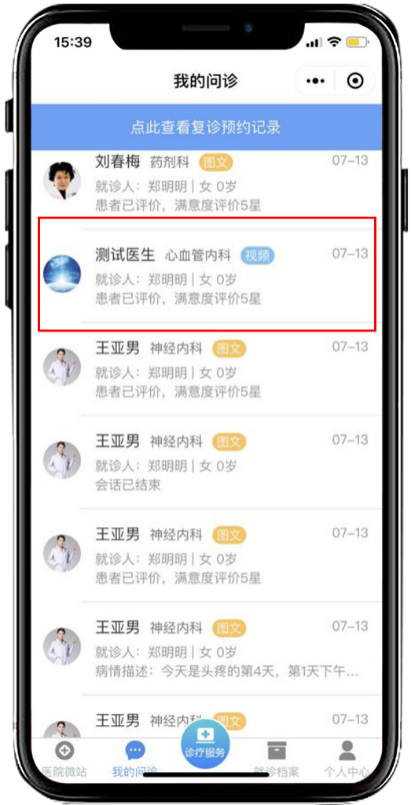 15:39
我的问诊
点此查看复诊预约记录
刘春梅 药剂科 图文 07-13
就诊人：郑明明 | 女 0岁
患者已评价，满意度评价5星
测试医生 心血管内科 视频 07-13
就诊人：郑明明 | 女 0岁
患者已评价，满意度评价5星
王亚男 神经内科 图文 07-13
就诊人：郑明明 | 女 0岁
患者已评价，满意度评价5星
王亚男 神经内科 图文 07-13
就诊人：郑明明 | 女 0岁
会话已结束
王亚男 神经内科 图文 07-13
就诊人：郑明明 | 女 0岁
患者已评价，满意度评价5星
王亚男 神经内科 图文 07-13
就诊人：郑明明 | 女 0岁
病情描述：今天是头疼的第4天，第1天下午...
王亚男 神经内科 图文 07-13
医院微站 我的问诊 诊疗服务 就诊档案 个人中心